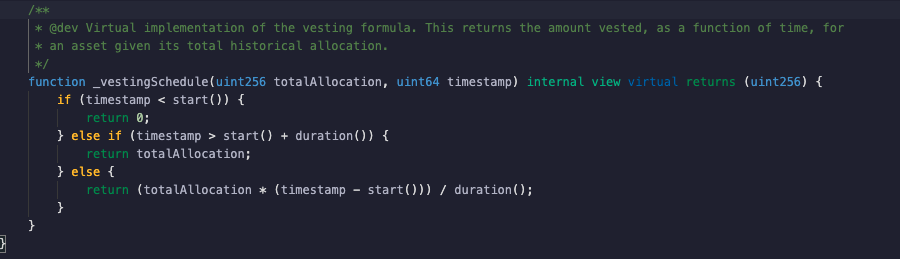 /**
 * @dev Virtual implementation of the vesting formula. This returns the amount vested, as a function of time, for
 * an asset given its total historical allocation.
 */
function _vestingSchedule(uint256 totalAllocation, uint64 timestamp) internal view virtual returns (uint256) {
    if (timestamp < start()) {
        return 0;
    } else if (timestamp > start() + duration()) {
        return totalAllocation;
    } else {
        return (totalAllocation * (timestamp - start())) / duration();
    }
}
}